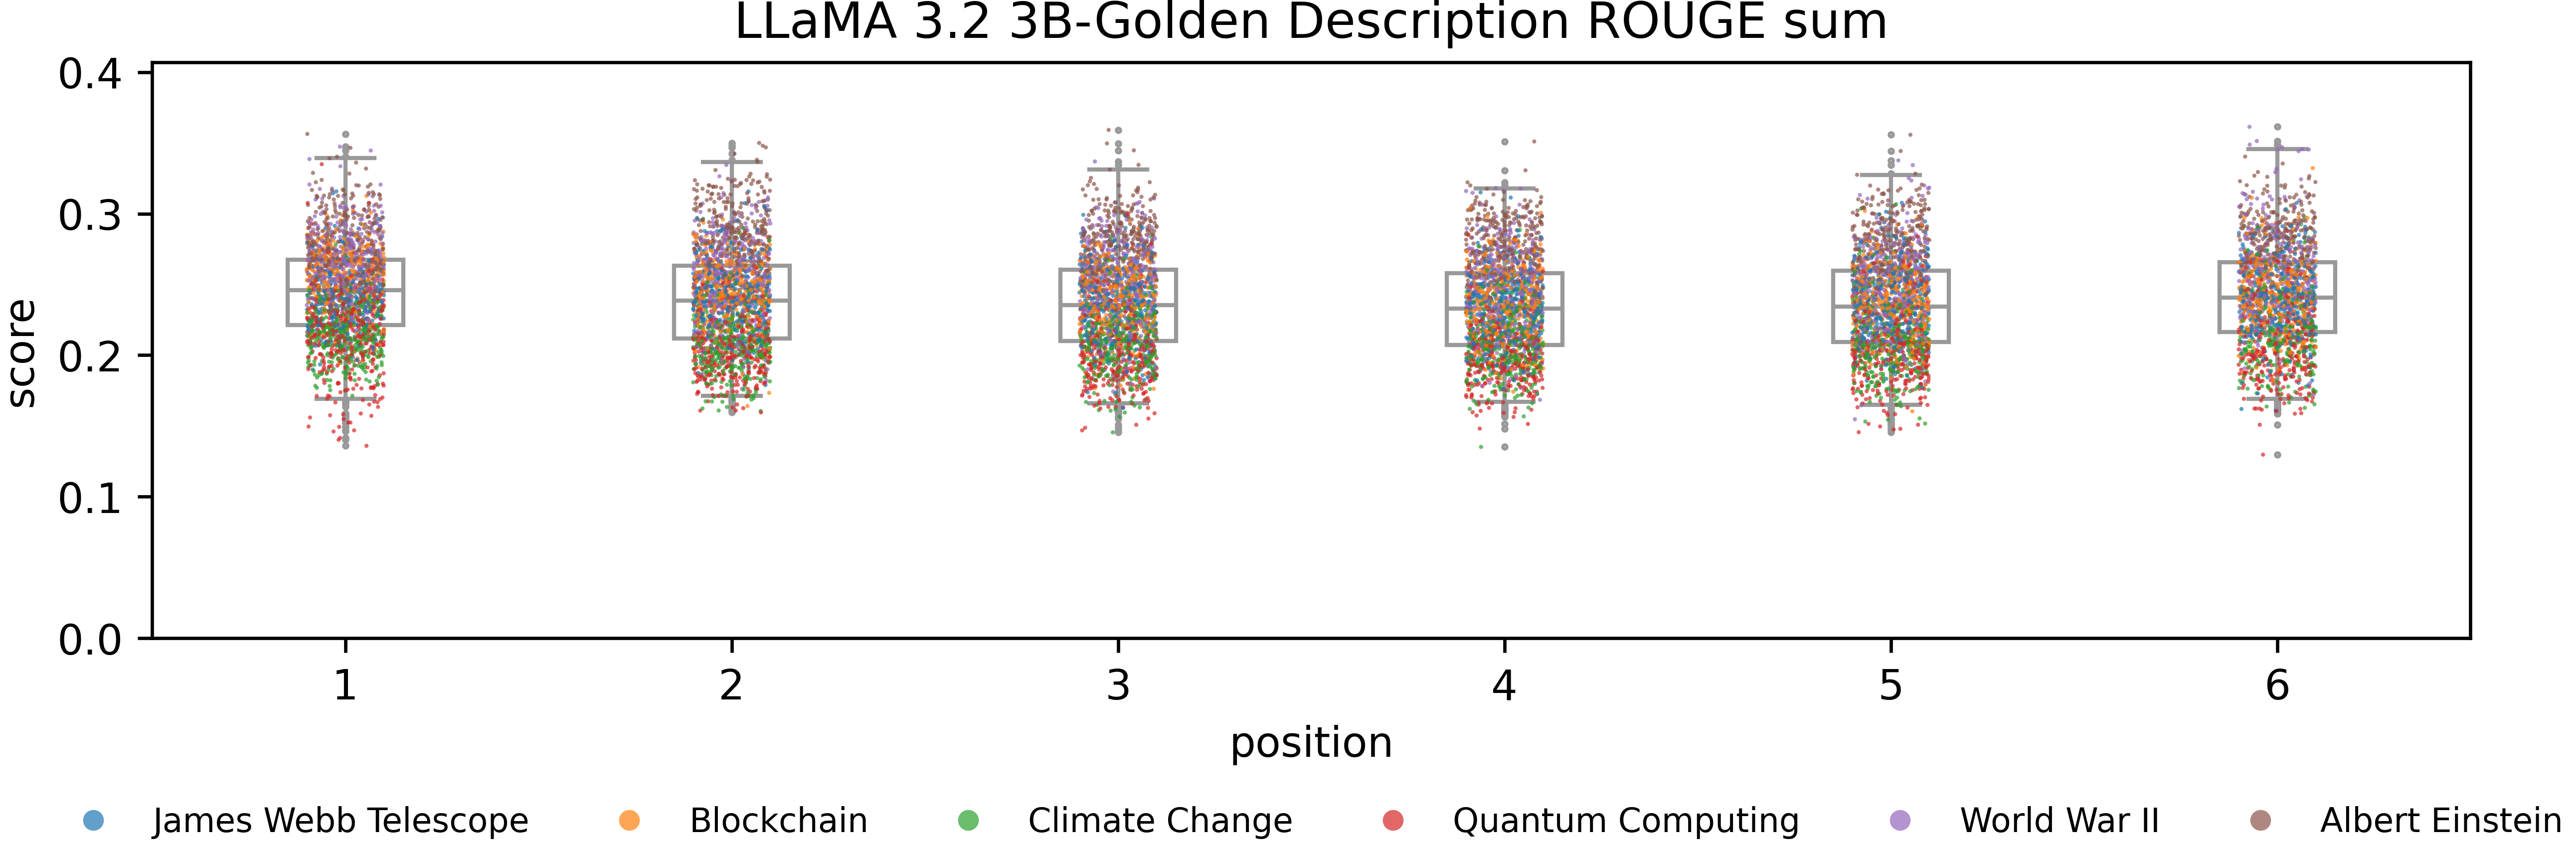 LLaMA 3.2 3B-Golden Description ROUGE sum
0.4
0.3
0.2
0.1
0.0
score
1 2 3 4 5 6
position
James Webb Telescope Blockchain Climate Change Quantum Computing World War II Albert Einstein